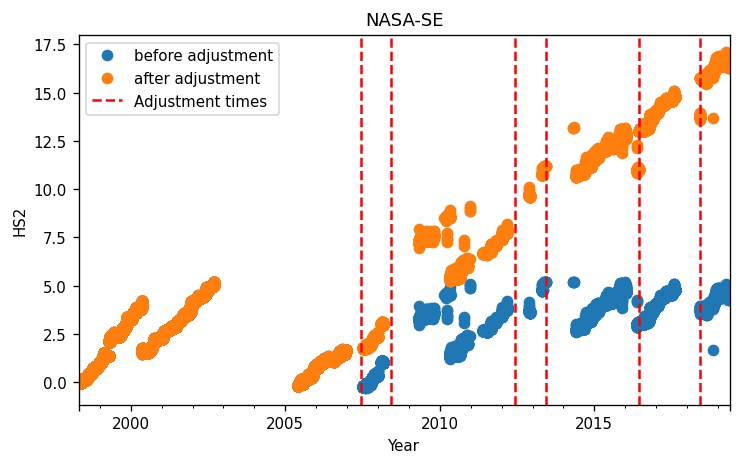 NASA-SE
17.5
15.0
12.5
10.0
7.5
5.0
2.5
0.0
HS2
before adjustment
after adjustment
Adjustment times
2000
2005
2010
2015
Year